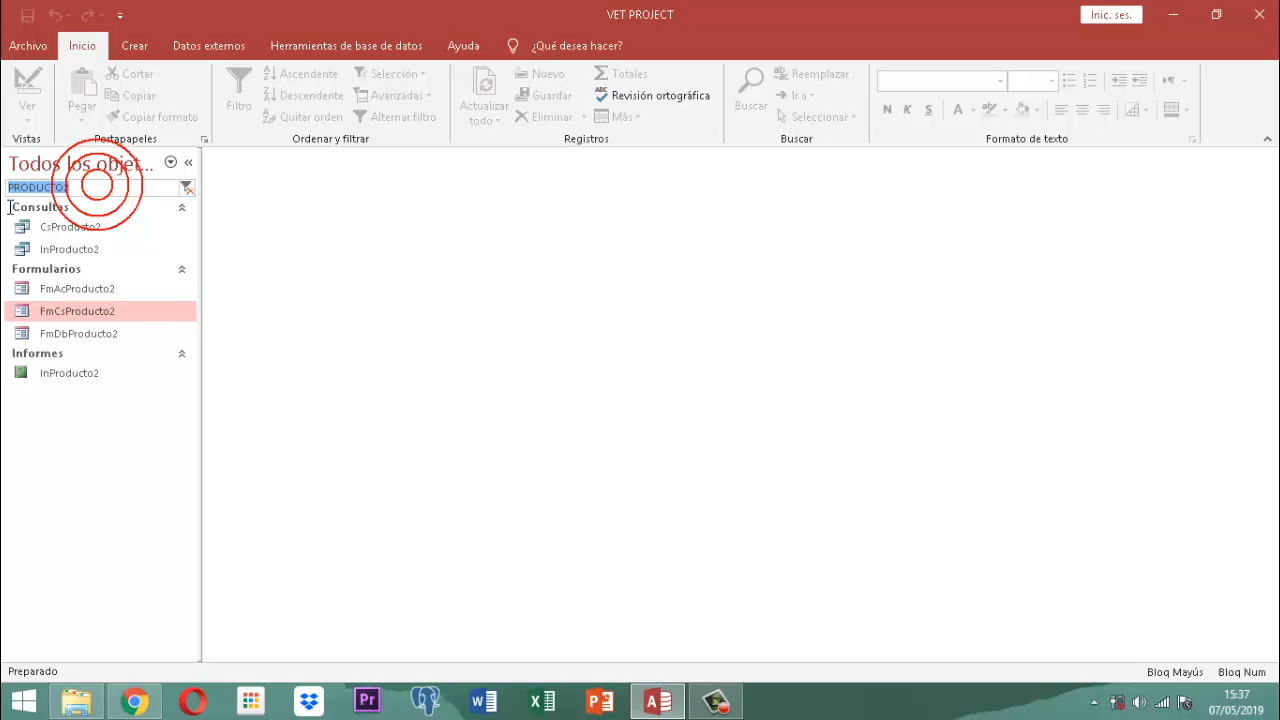 VET PROJECT
Inic. ses.
Archivo Inicio Crear Datos externos Herramientas de base de datos Ayuda ¿Qué desea hacer?
Ver
Vistas
Pegar
Cortar
Copiar
Copiar formato
Portapapeles
Filtro
Ascendente
Descendente
Quitar orden
Selección
Avanzadas
Alternar filtro
Ordenar y filtrar
Actualizar todo
Nuevo
Guardar
Eliminar
Totales
Revisión ortográfica
Más
Registros
Buscar
Reemplazar
Ir a
Seleccionar
Buscar
N K S A
Formato de texto
Todos los objet...
PRODUCTO2
Consultas
CsProducto2
InProducto2
Formularios
FmAcProducto2
FmCsProducto2
FmDbProducto2
Informes
InProducto2
Preparado
Bloq Mayús Bloq Num
15:37
07/05/2019